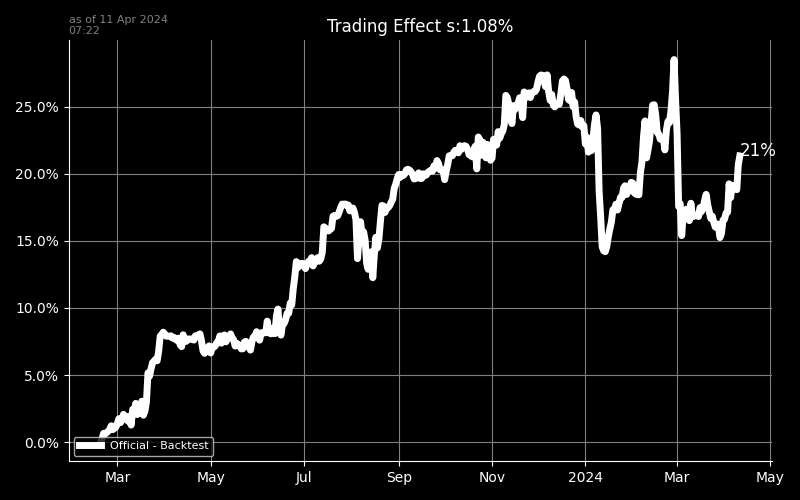 as of 11 Apr 2024
07:22
Trading Effect s:1.08%
25.0%
20.0%
15.0%
10.0%
5.0%
0.0%
21%
Official - Backtest
Mar May Jul Sep Nov 2024 Mar May